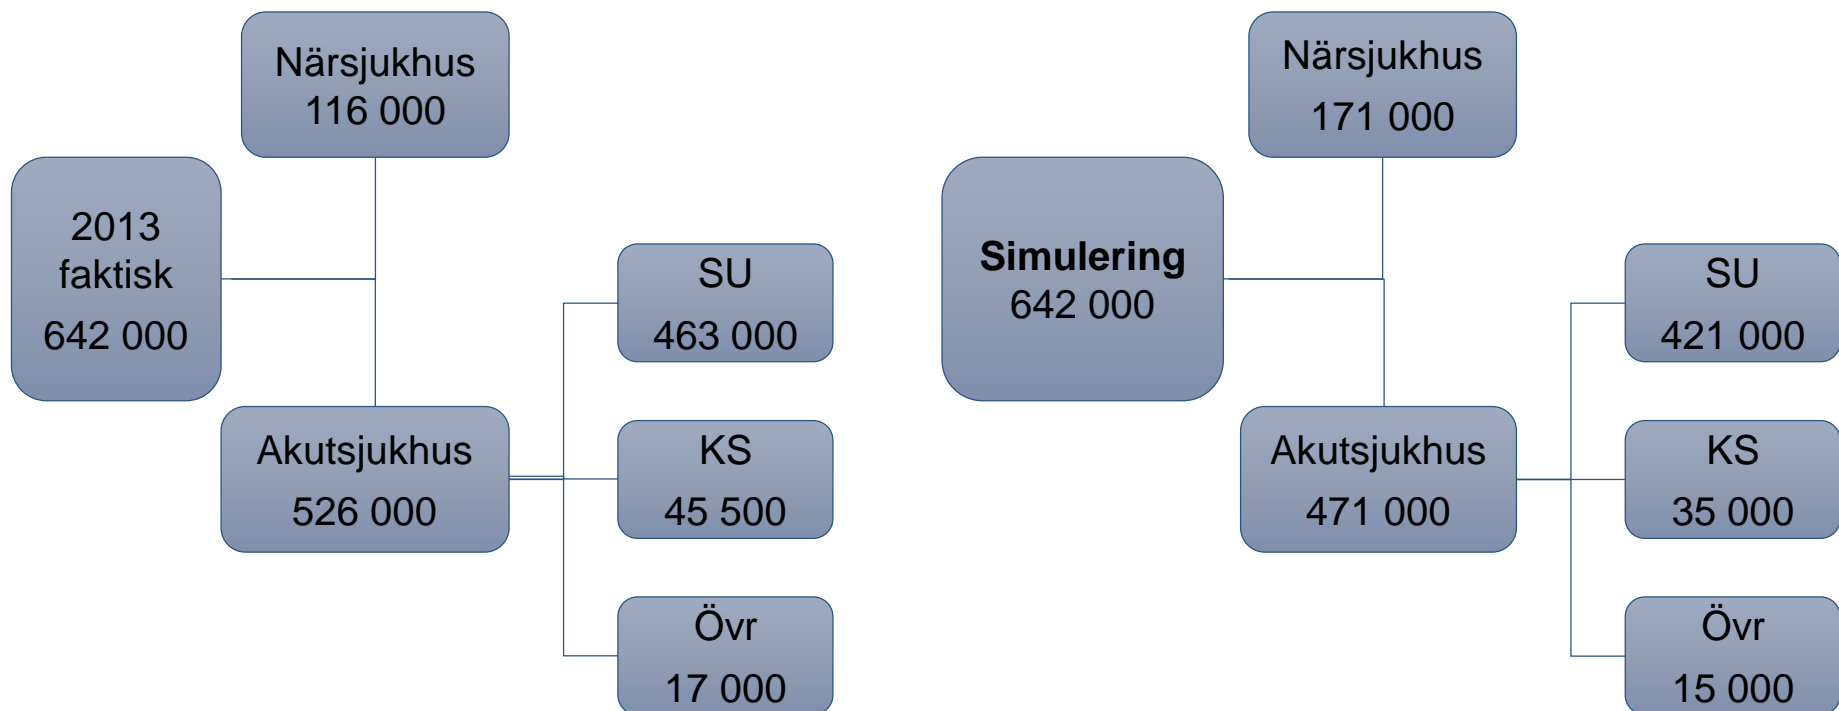 Närsjukhus
116 000
2013
faktisk
642 000
SU
463 000
Akutsjukhus
526 000
KS
45 500
Övr
17 000
Närsjukhus
171 000
Simulering
642 000
SU
421 000
Akutsjukhus
471 000
KS
35 000
Övr
15 000